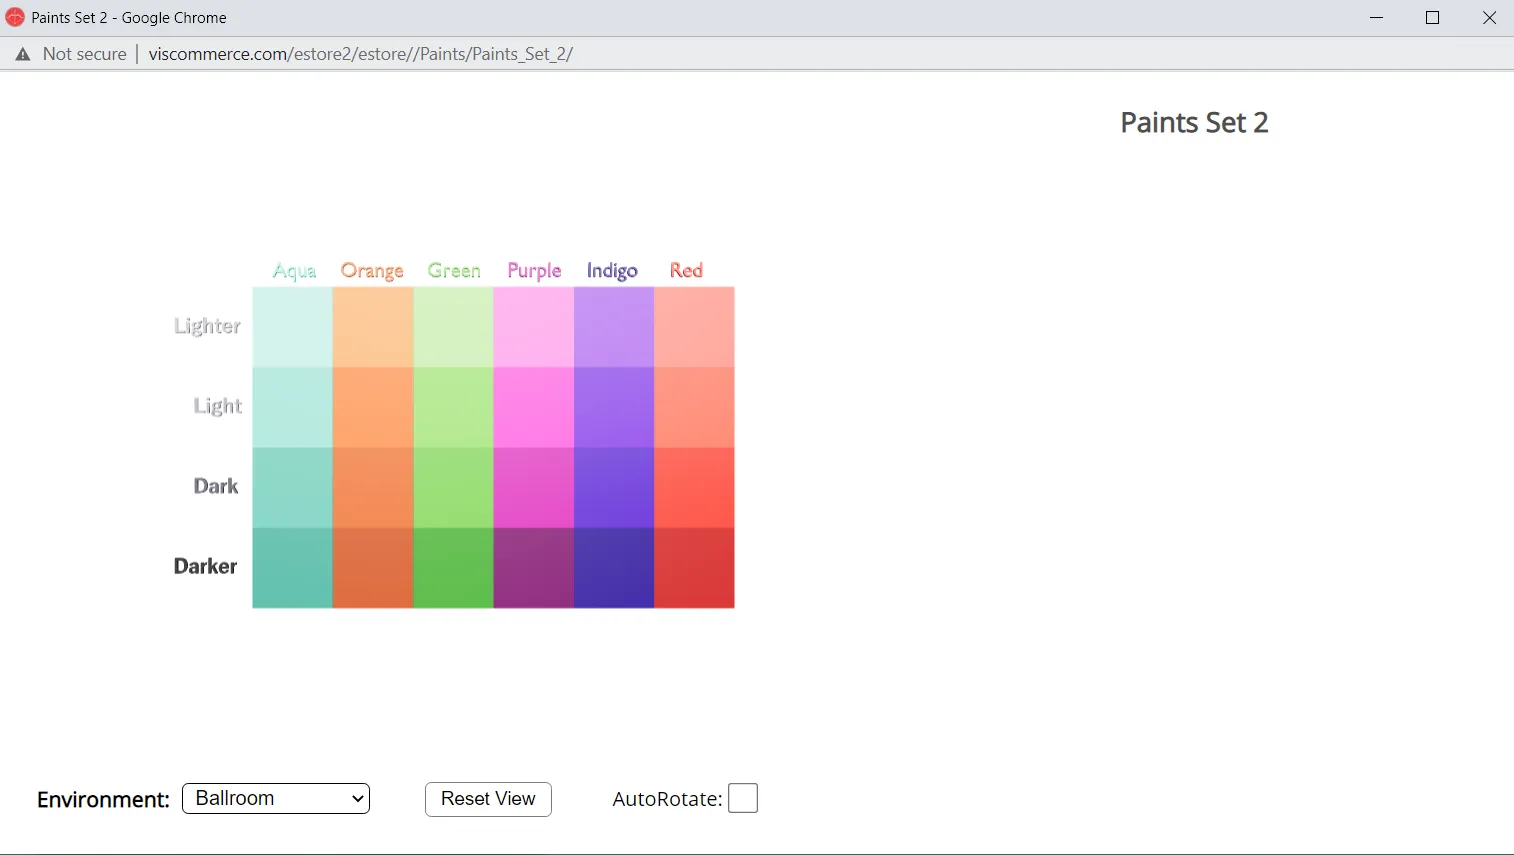 Paints Set 2 - Google Chrome
Not secure | viscommerce.com/estore2/estore//Paints/Paints_Set_2/
Paints Set 2
Aqua Orange Green Purple Indigo Red
Lighter
Light
Dark
Darker
Environment: Ballroom Reset View AutoRotate: